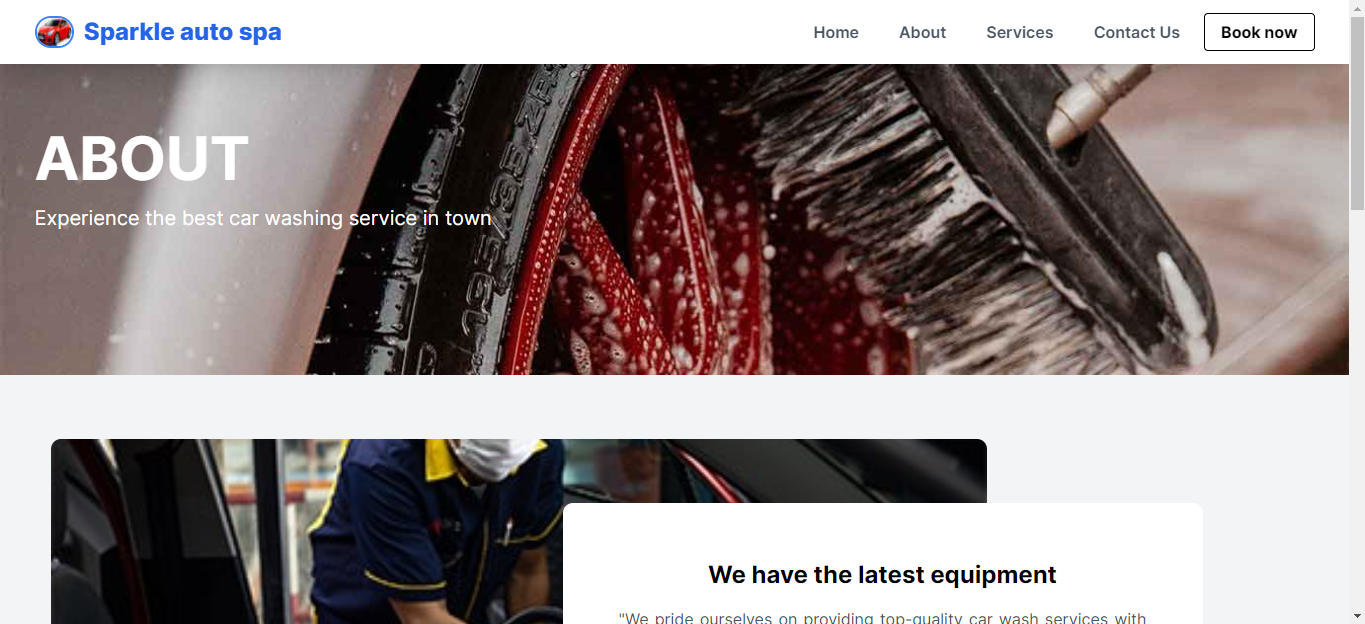 Sparkle auto spa
Home About Services Contact Us Book now
ABOUT
Experience the best car washing service in town
We have the latest equipment
"We pride ourselves on providing top-quality car wash services with